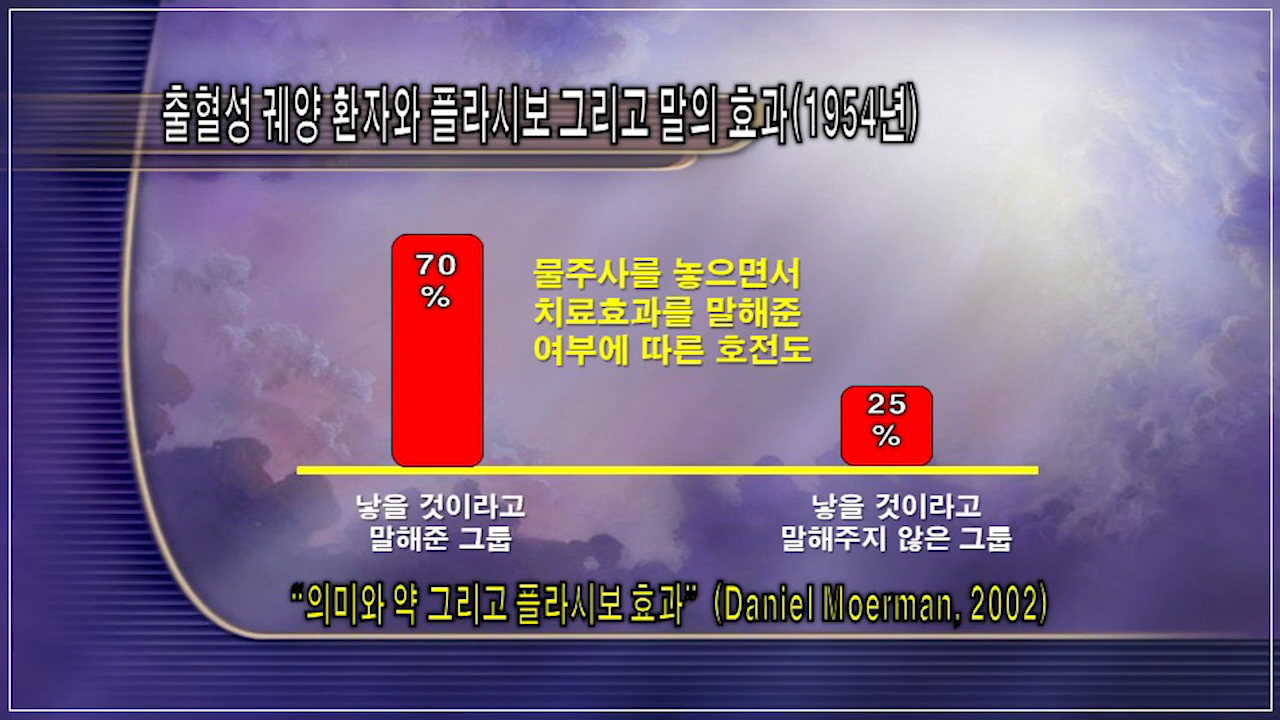 출혈성 궤양 환자와 플라시보 그리고 말의 효과(1954년)
70
%
물주사를 놓으면서
치료효과를 말해준
여부에 따른 호전도
25
%
낳을 것이라고
말해준 그룹
낳을 것이라고
말해주지 않은 그룹
“의미와 약 그리고 플라시보 효과” (Daniel Moerman, 2002)